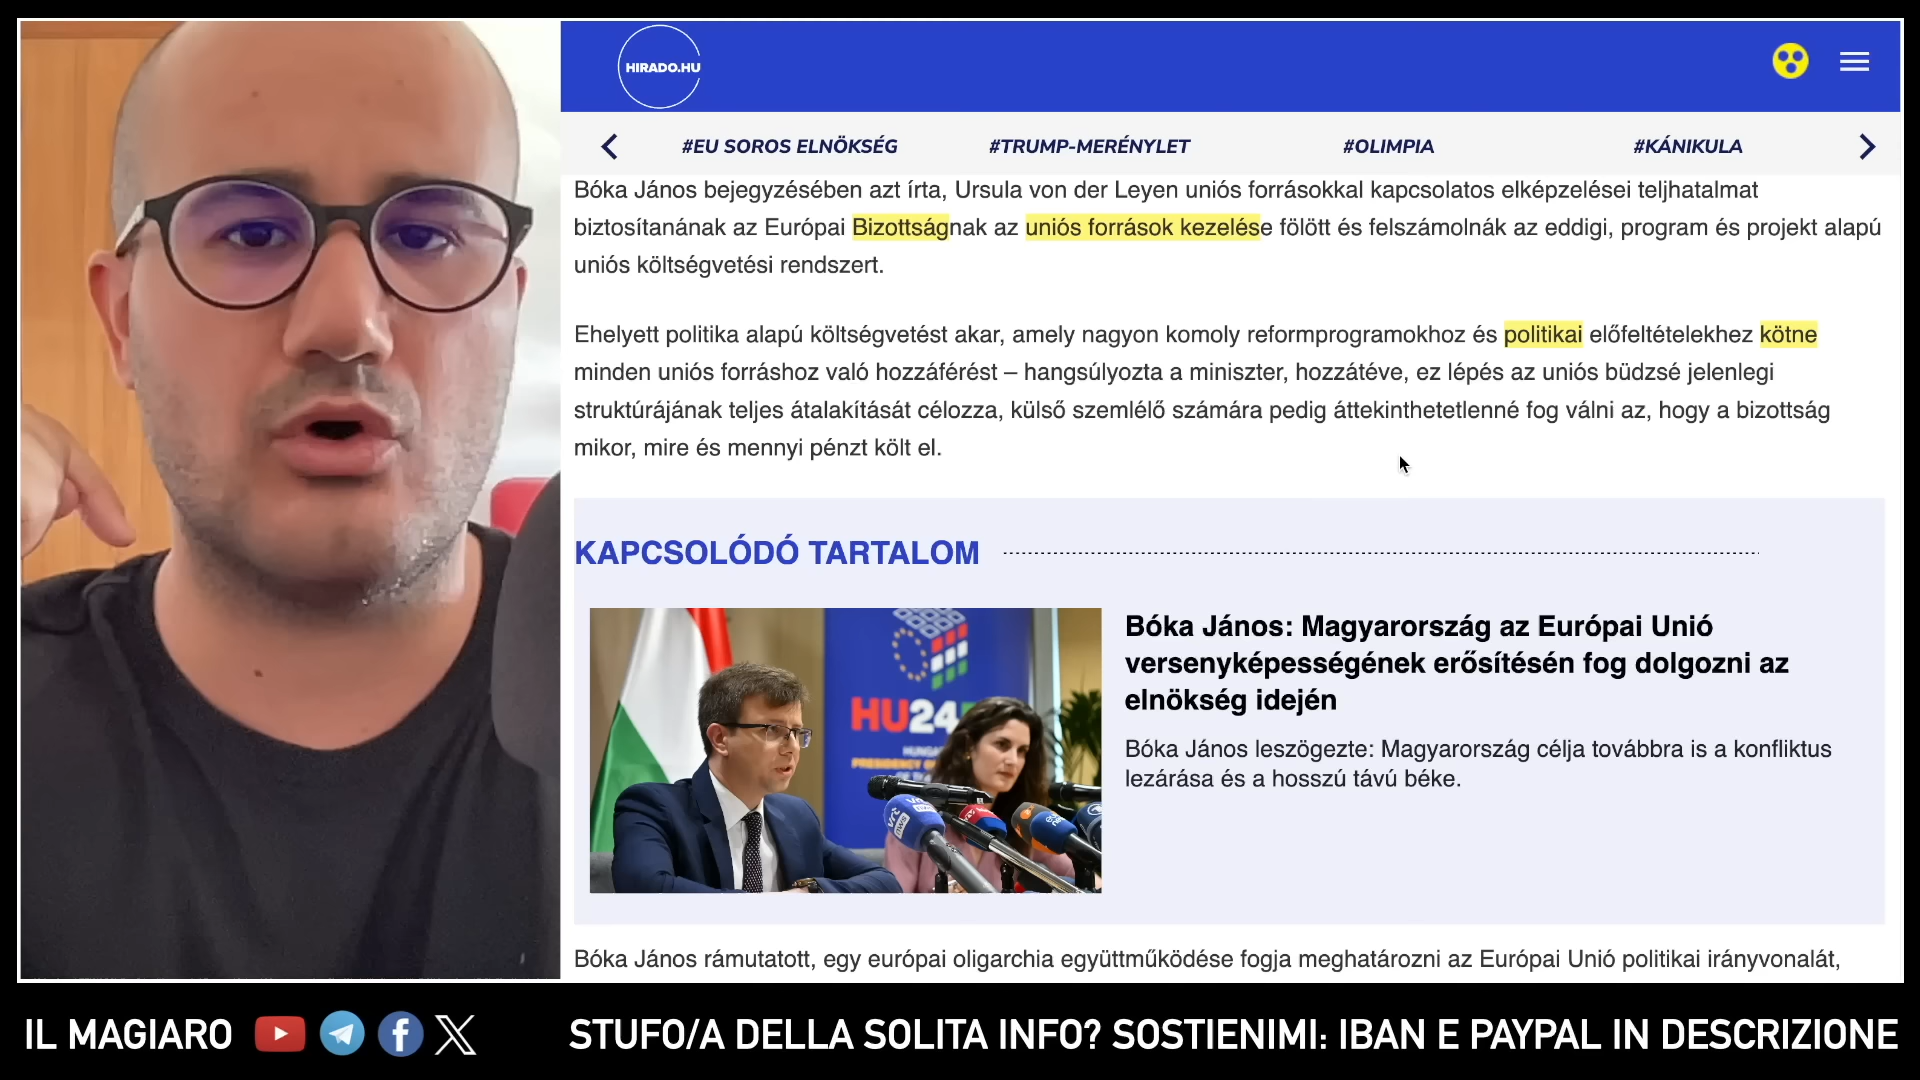 HIRADO.HU
#EU SOROS ELNÖKSÉG #TRUMP-MERÉNYLET #OLIMPIA #KÁNIKULA
Bóka János bejegyzésében azt írta, Ursula von der Leyen uniós forrásokkal kapcsolatos elképzelései teljhatalmat
biztosítanának az Európai Bizottságnak az uniós források kezelése fölött és felszámolnák az eddigi, program és projekt alapú
uniós költségvetési rendszert.
Ehelyett politika alapú költségvetést akar, amely nagyon komoly reformprogramokhoz és politikai előfeltételekhez kötne
minden uniós forráshoz való hozzáférést – hangsúlyozta a miniszter, hozzátéve, ez lépés az uniós büdzsé jelenlegi
struktúrájának teljes átalakítását célozza, külső szemlélő számára pedig áttekinthetetlenné fog válni az, hogy a bizottság
mikor, mire és mennyi pénzt költ el.
KAPCSOLÓDÓ TARTALOM
HU24
Bóka János: Magyarország az Európai Unió
versenyképességének erősítésén fog dolgozni az
elnökség idején
Bóka János leszögezte: Magyarország célja továbbra is a konfliktus
lezárása és a hosszú távú béke.
Bóka János rámutatott, egy európai oligarchia együttműködése fogja meghatározni az Európai Unió politikai irányvonalát,
IL MAGIARO STUFO/A DELLA SOLITA INFO? SOSTIENIMI: IBAN E PAYPAL IN DESCRIZIONE